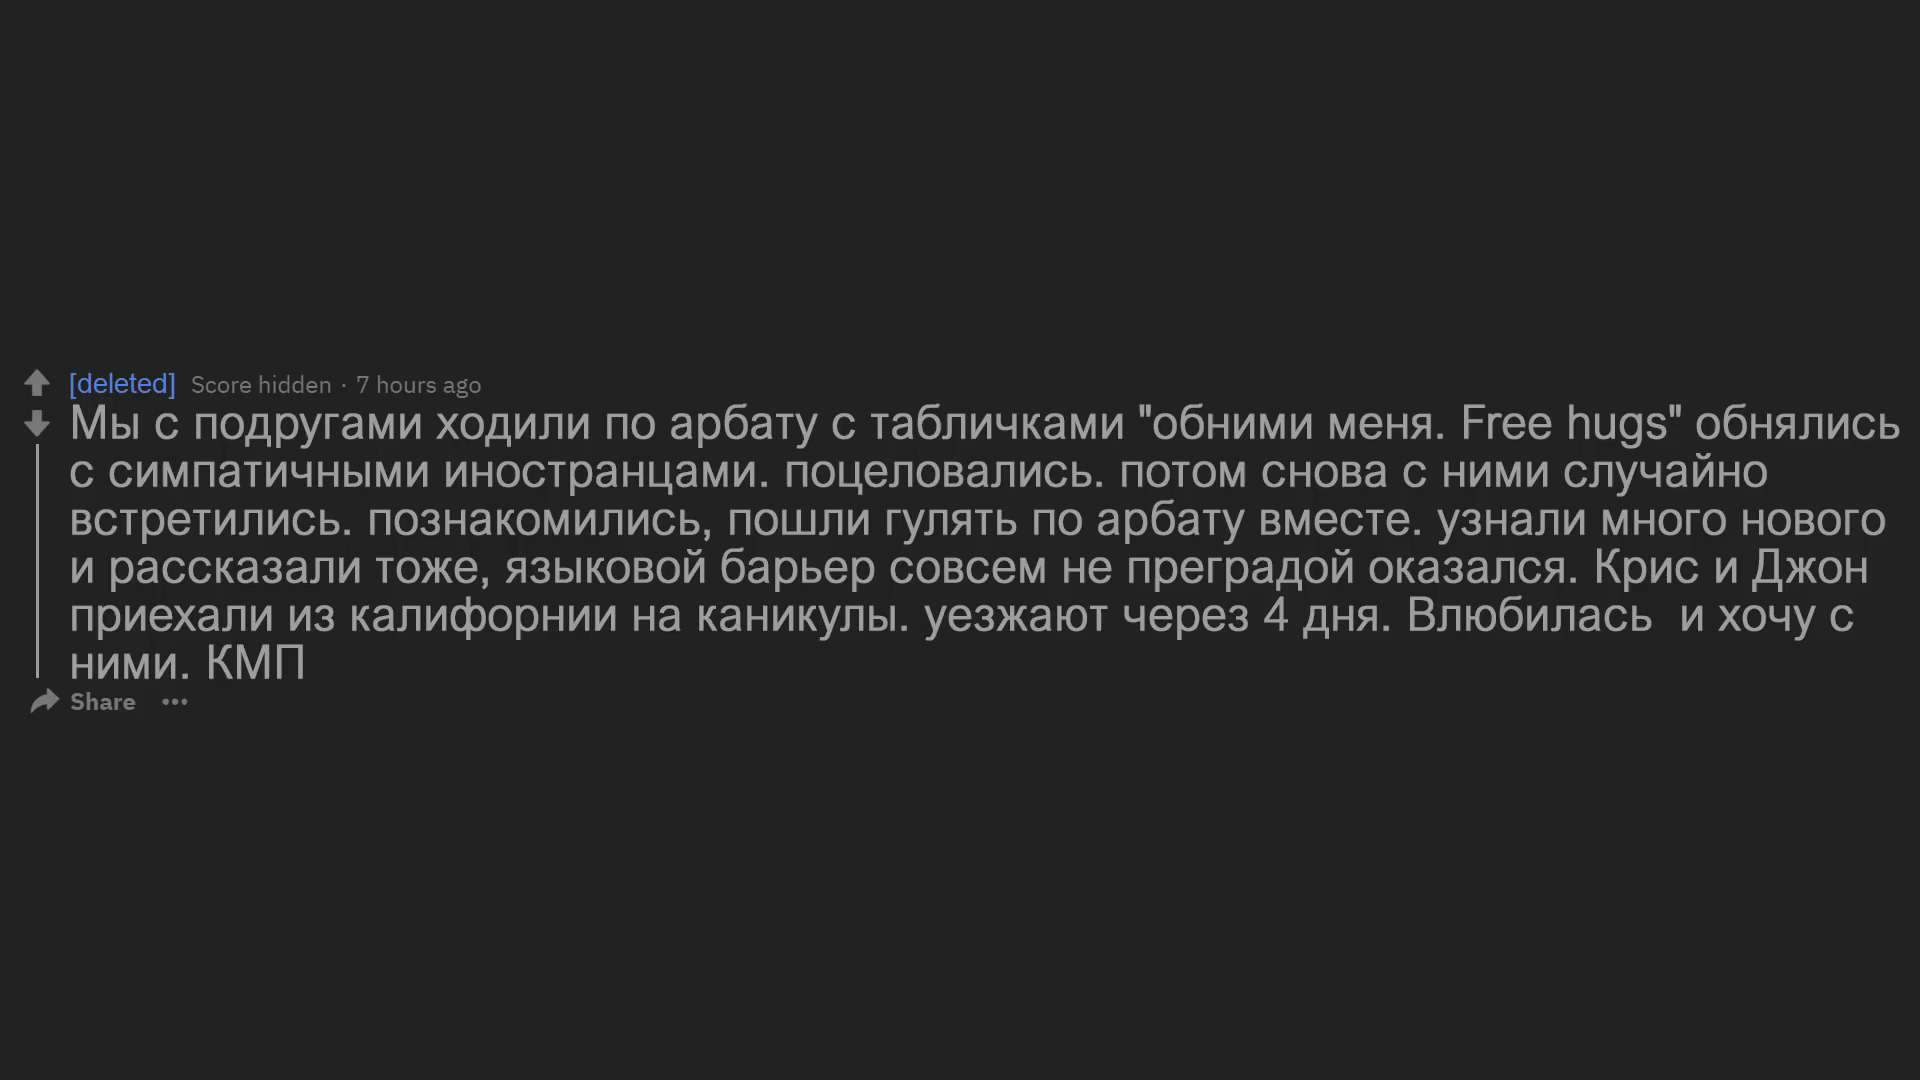 [deleted] Score hidden · 7 hours ago
Мы с подругами ходили по арбату с табличками "обними меня. Free hugs" обнялись
с симпатичными иностранцами. поцеловались. потом снова с ними случайно
встретились. познакомились, пошли гулять по арбату вместе. узнали много нового
и рассказали тоже, языковой барьер совсем не преградой оказался. Крис и Джон
приехали из калифорнии на каникулы. уезжают через 4 дня. Влюбилась  и хочу с
ними. КМП
Share •••